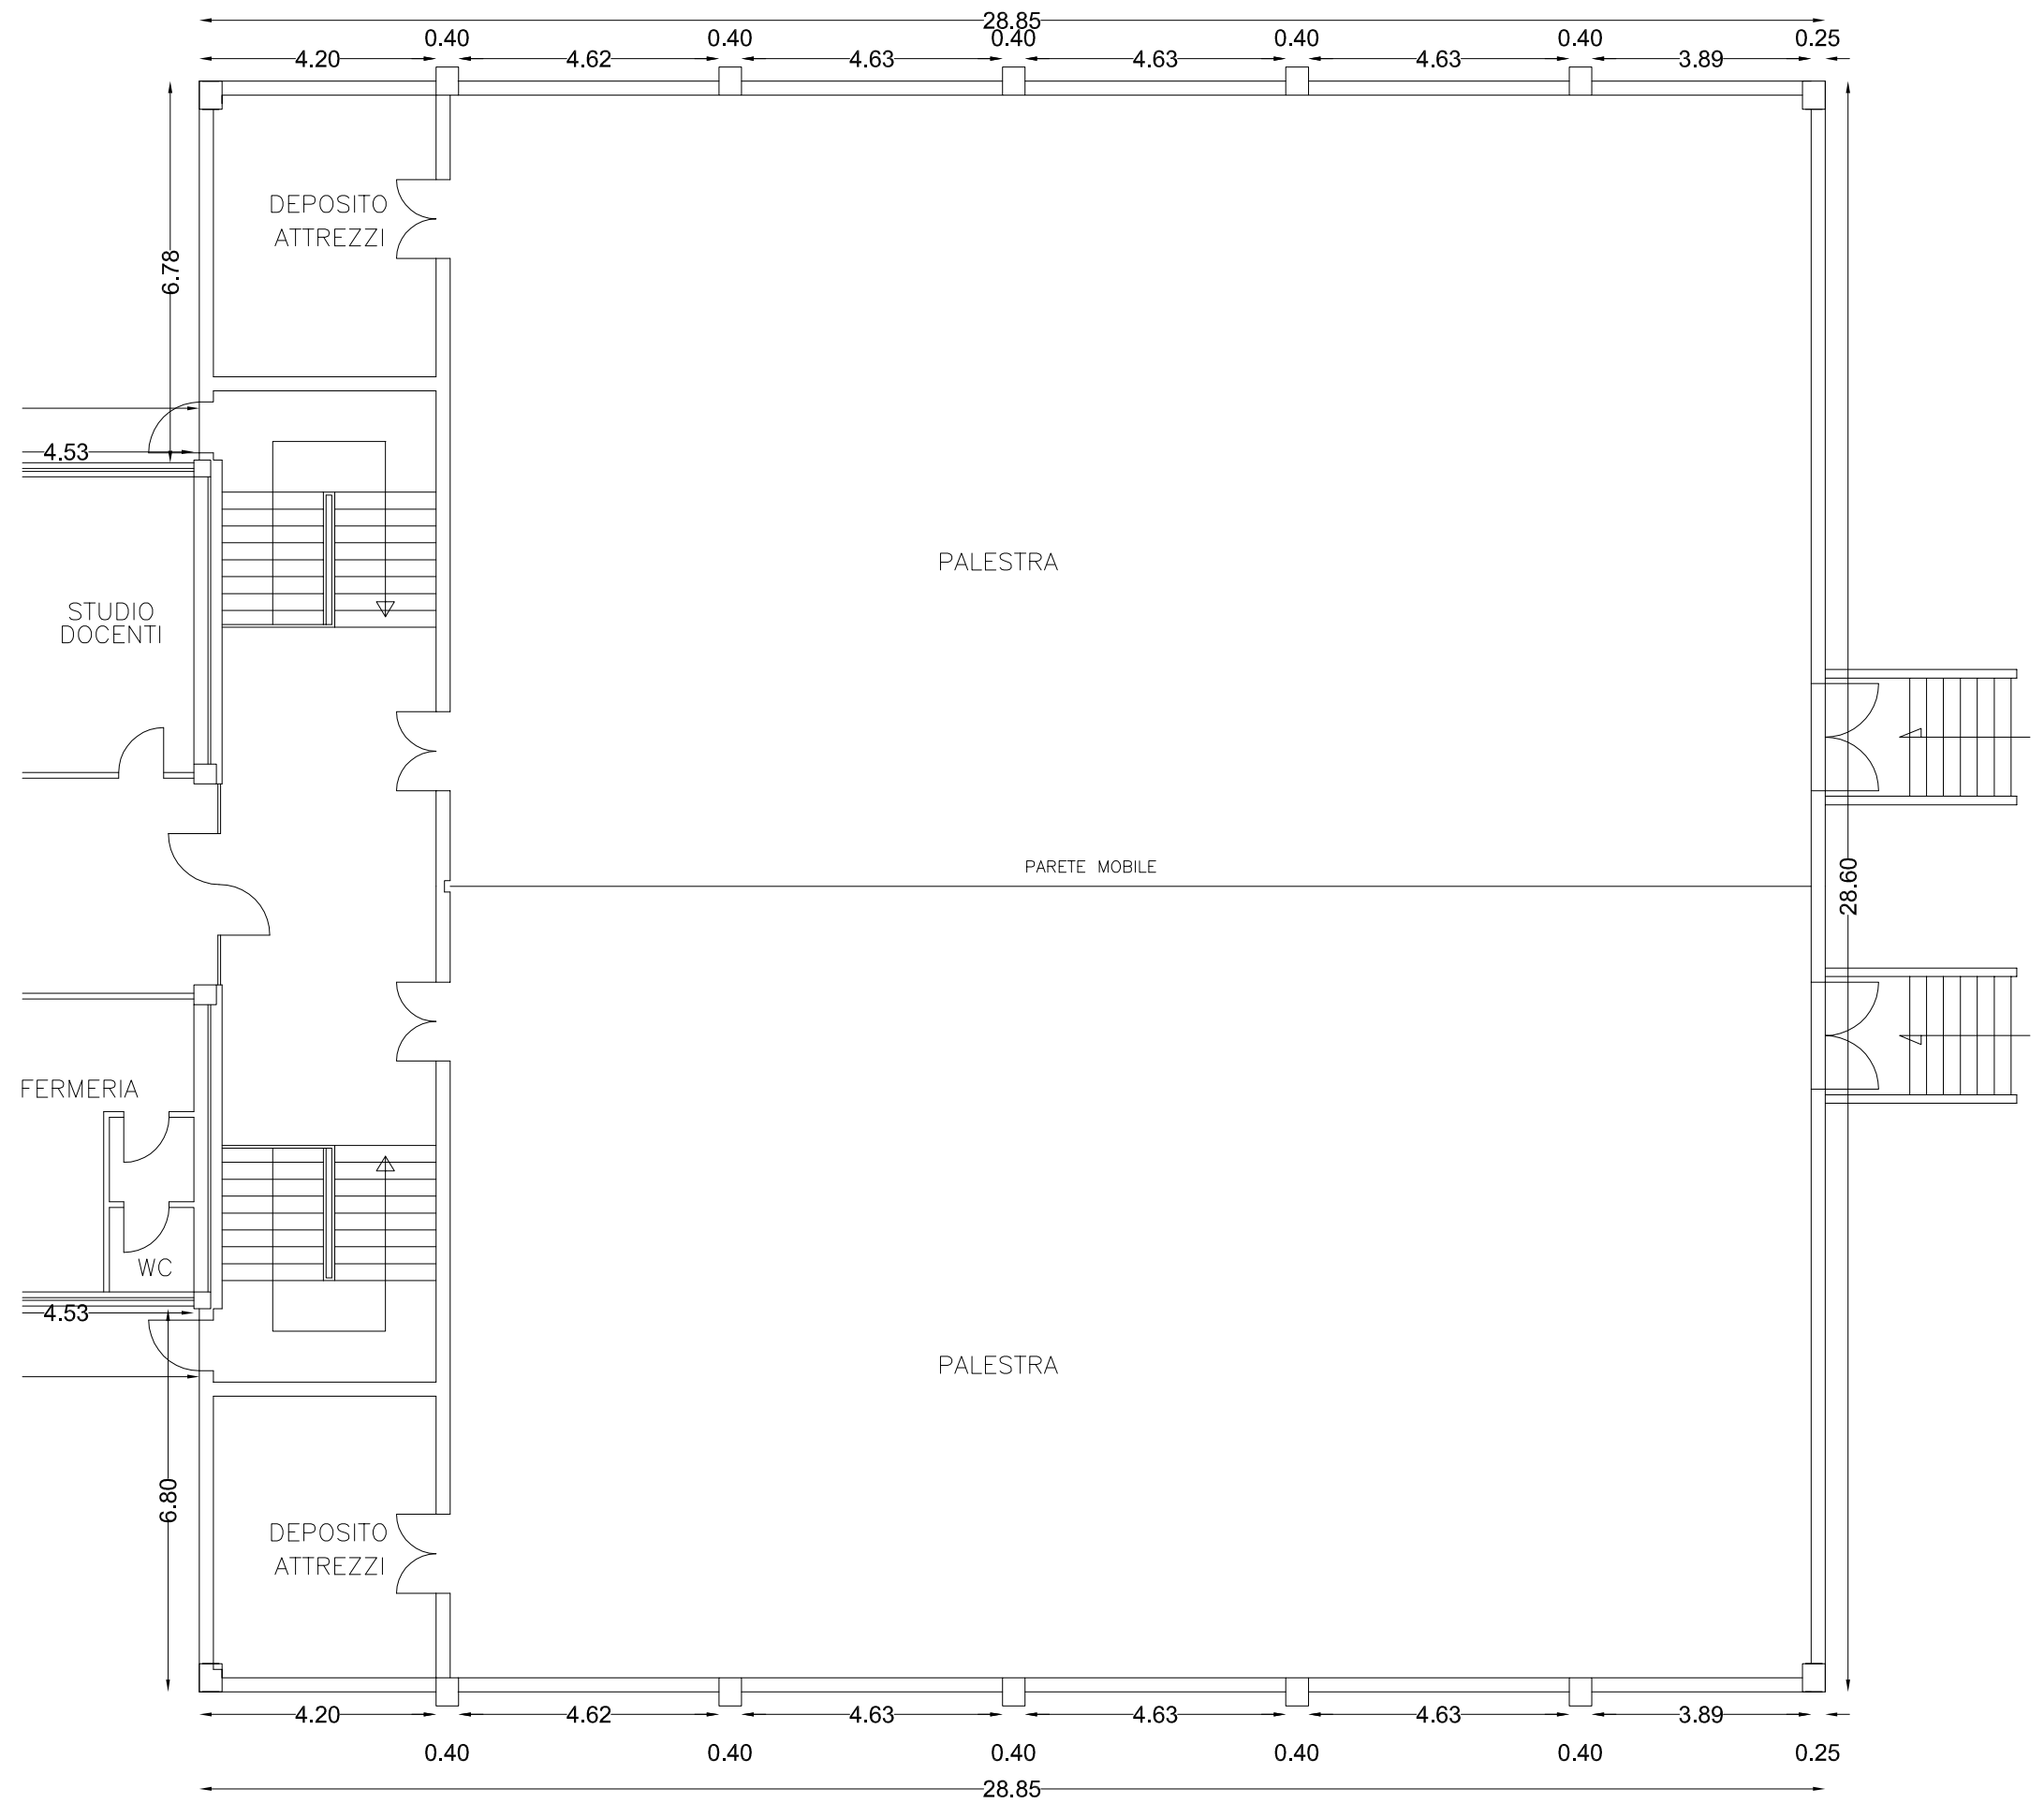 28.85
0.40 0.40 0.40 0.40 0.40 0.25
4.20 4.62 4.63 4.63 4.63 3.89
DEPOSITO
ATTREZZI
6.78
4.53
PALESTRA
STUDIO
DOCENTI
PARETE MOBILE
28.60
FERMERIA
WC
4.53
PALESTRA
6.80
DEPOSITO
ATTREZZI
4.20 4.62 4.63 4.63 4.63 3.89
0.40 0.40 0.40 0.40 0.40 0.25
28.85